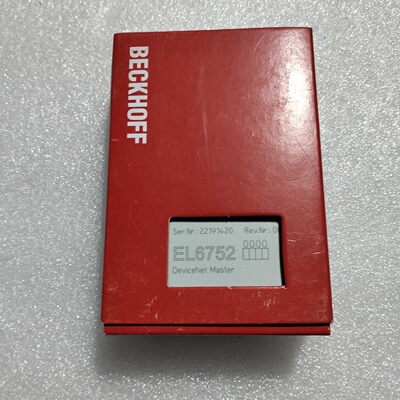 BECKHOFF
Ser.Nr.: 22191420 Rev.Nr.: 0
EL6752 0000
DeviceNet Master